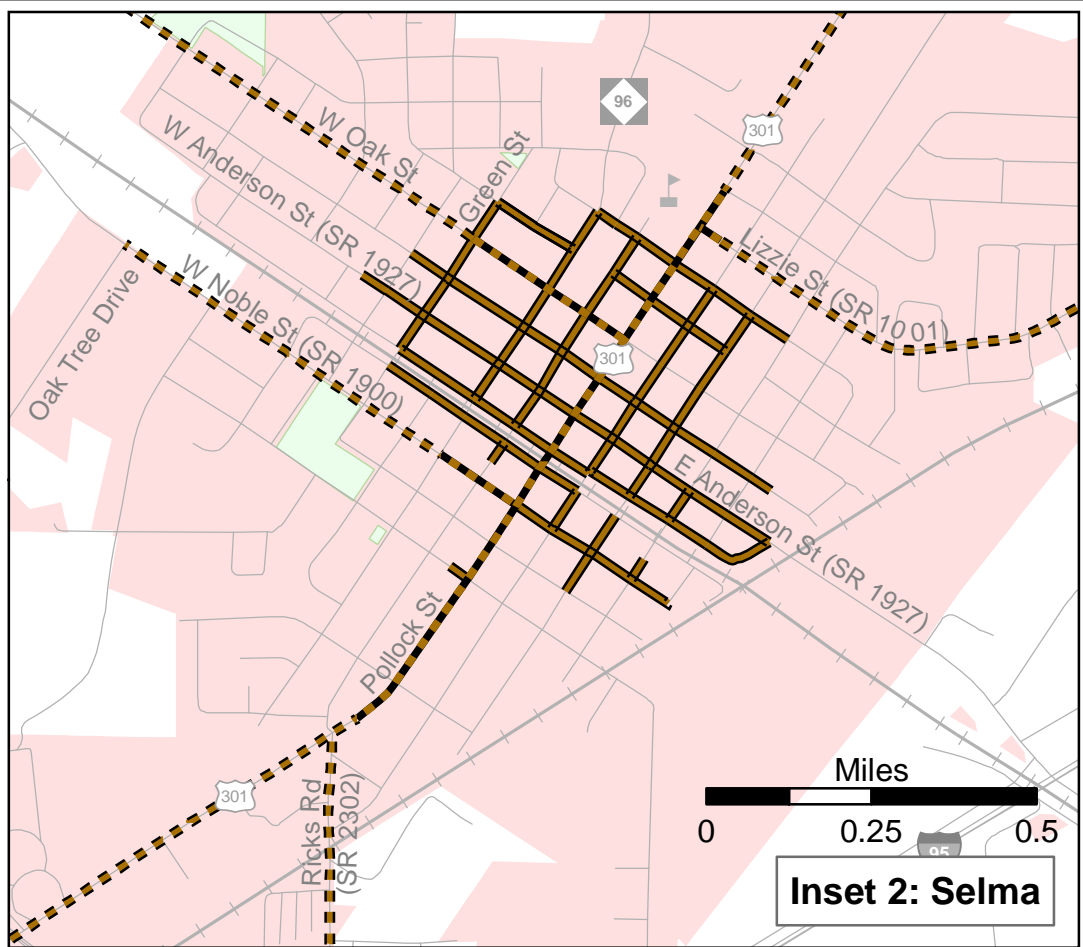 96
301
W Oak St
Green St
W Anderson St (SR 1927)
Lizzie St (SR 1001)
W Noble St (SR 1900)
Oak Tree Drive
301
E Anderson St (SR 1927)
Pollock St
301
Ricks Rd
(SR 2302)
Miles
0 0.25 0.5
95
Inset 2: Selma